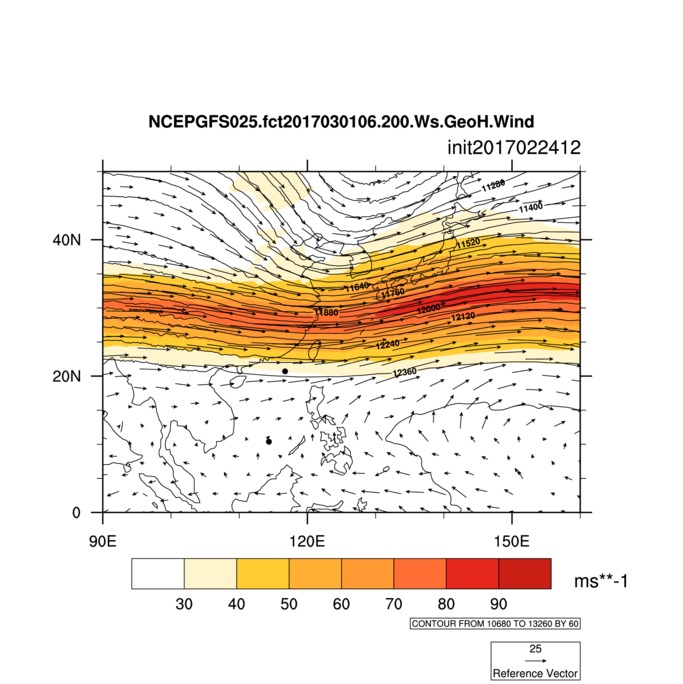 NCEPGFS025.fct2017030106.200.Ws.GeoH.Wind
init2017022412
11280
11400
40N
11520
11640
11760
11880
12000
12120
12240
20N
12360
0
90E 120E 150E
ms**-1
30 40 50 60 70 80 90
CONTOUR FROM 10680 TO 13260 BY 60
25
Reference Vector